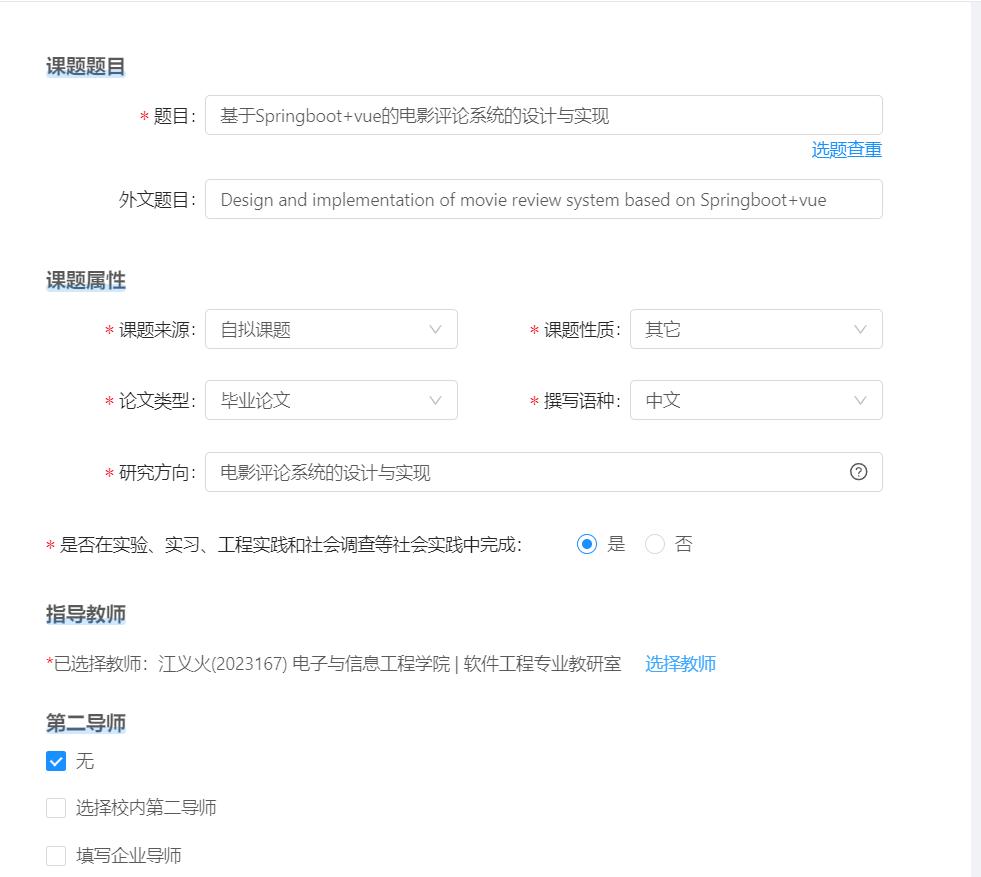 课题题目
* 题目: 基于Springboot+vue的电影评论系统的设计与实现
选题查重
外文题目: Design and implementation of movie review system based on Springboot+vue
课题属性
* 课题来源: 自拟课题 * 课题性质: 其它
* 论文类型: 毕业论文 * 撰写语种: 中文
* 研究方向: 电影评论系统的设计与实现
* 是否在实验、实习、工程实践和社会调查等社会实践中完成: 是 否
指导教师
*已选择教师: 江义火(2023167) 电子与信息工程学院 | 软件工程专业教研室 选择教师
第二导师
无
选择校内第二导师
填写企业导师